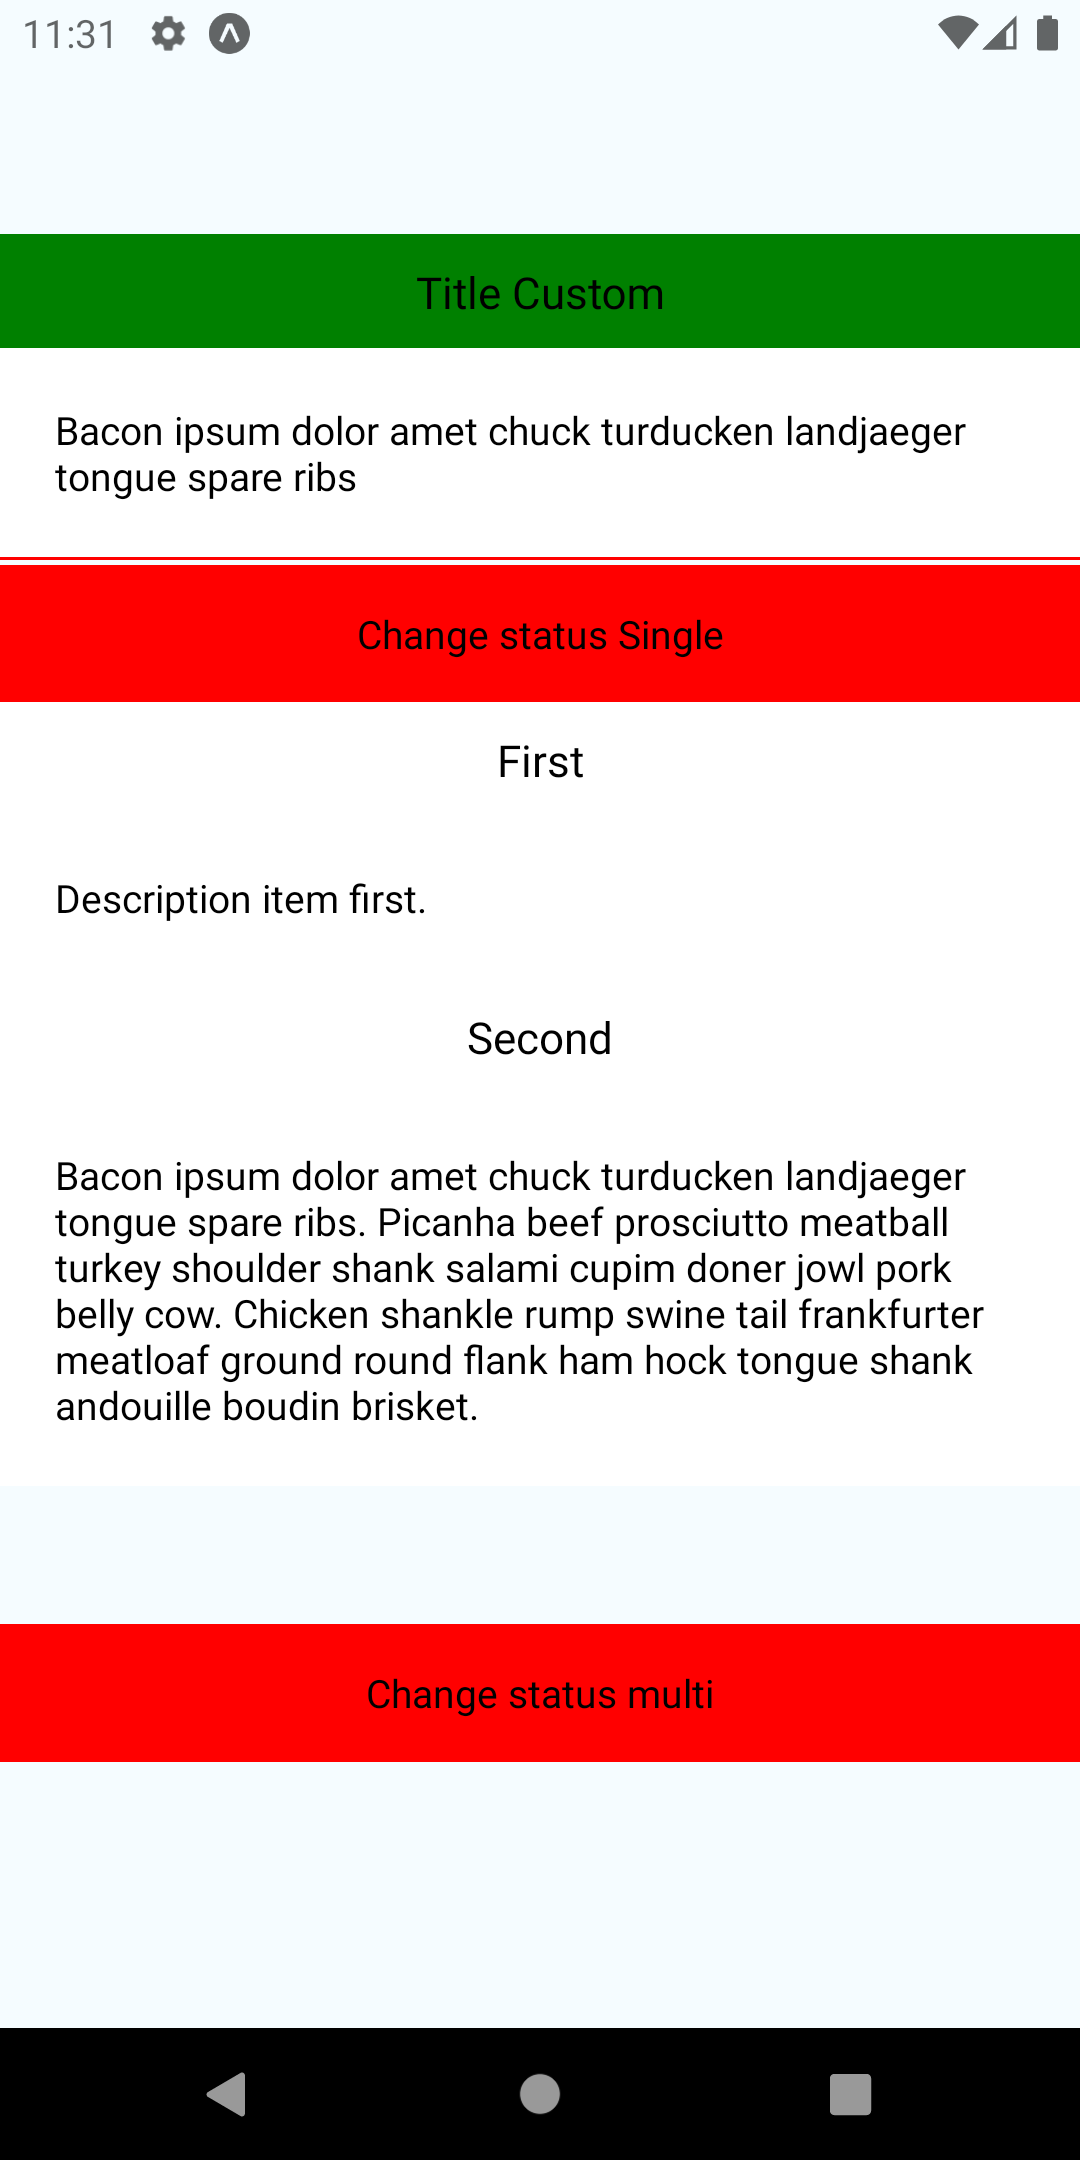 11:31
Title Custom
Bacon ipsum dolor amet chuck turducken landjaeger
tongue spare ribs
Change status Single
First
Description item first.
Second
Bacon ipsum dolor amet chuck turducken landjaeger
tongue spare ribs. Picanha beef prosciutto meatball
turkey shoulder shank salami cupim doner jowl pork
belly cow. Chicken shankle rump swine tail frankfurter
meatloaf ground round flank ham hock tongue shank
andouille boudin brisket.
Change status multi